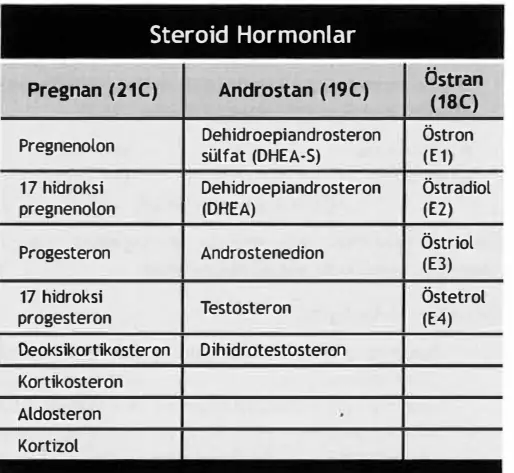 Steroid Hormonlar
Pregnan (21C) Androstan (19C) Östran (18C)
Pregnenolon Dehidroepiandrosteron sülfat (DHEA-S) Östron (E1)
17 hidroksi pregnenolon Dehidroepiandrosteron (DHEA) Östradiol (E2)
Progesteron Androstenedion Östriol (E3)
17 hidroksi progesteron Testosteron Östetrol (E4)
Deoksikortikosteron Dihidrotestosteron
Kortikosteron
Aldosteron
Kortizol